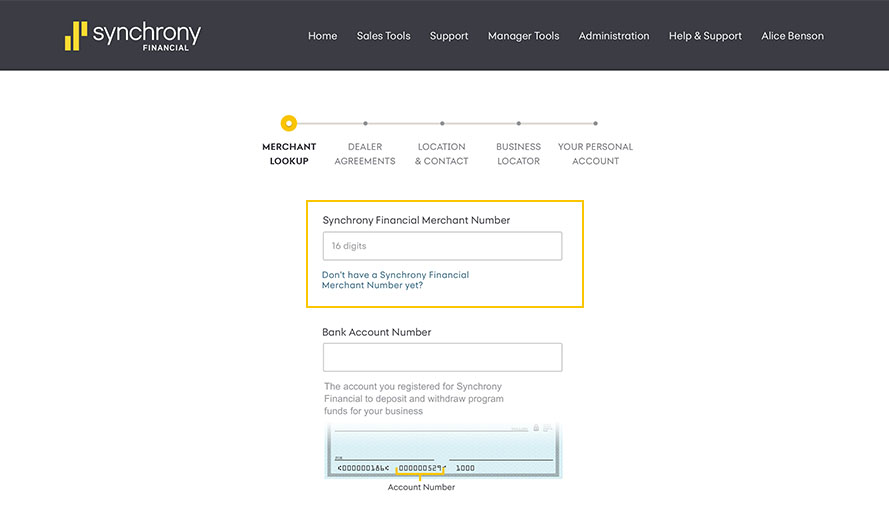 synchrony
FINANCIAL
Home Sales Tools Support Manager Tools Administration Help & Support Alice Benson
MERCHANT
LOOKUP
DEALER
AGREEMENTS
LOCATION
& CONTACT
BUSINESS
LOCATOR
YOUR PERSONAL
ACCOUNT
Synchrony Financial Merchant Number
16 digits
Don't have a Synchrony Financial
Merchant Number yet?
Bank Account Number
The account you registered for Synchrony
Financial to deposit and withdraw program
funds for your business
<000000186< 000000529< 1000
Account Number